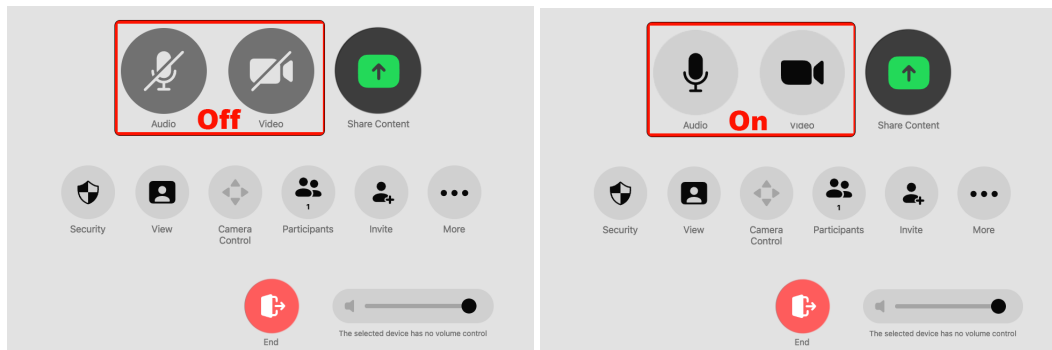 Audio Off Video Share Content
Security View Camera Control Participants 1 Invite More
End The selected device has no volume control
Audio On Video Share Content
Security View Camera Control Participants 1 Invite More
End The selected device has no volume control